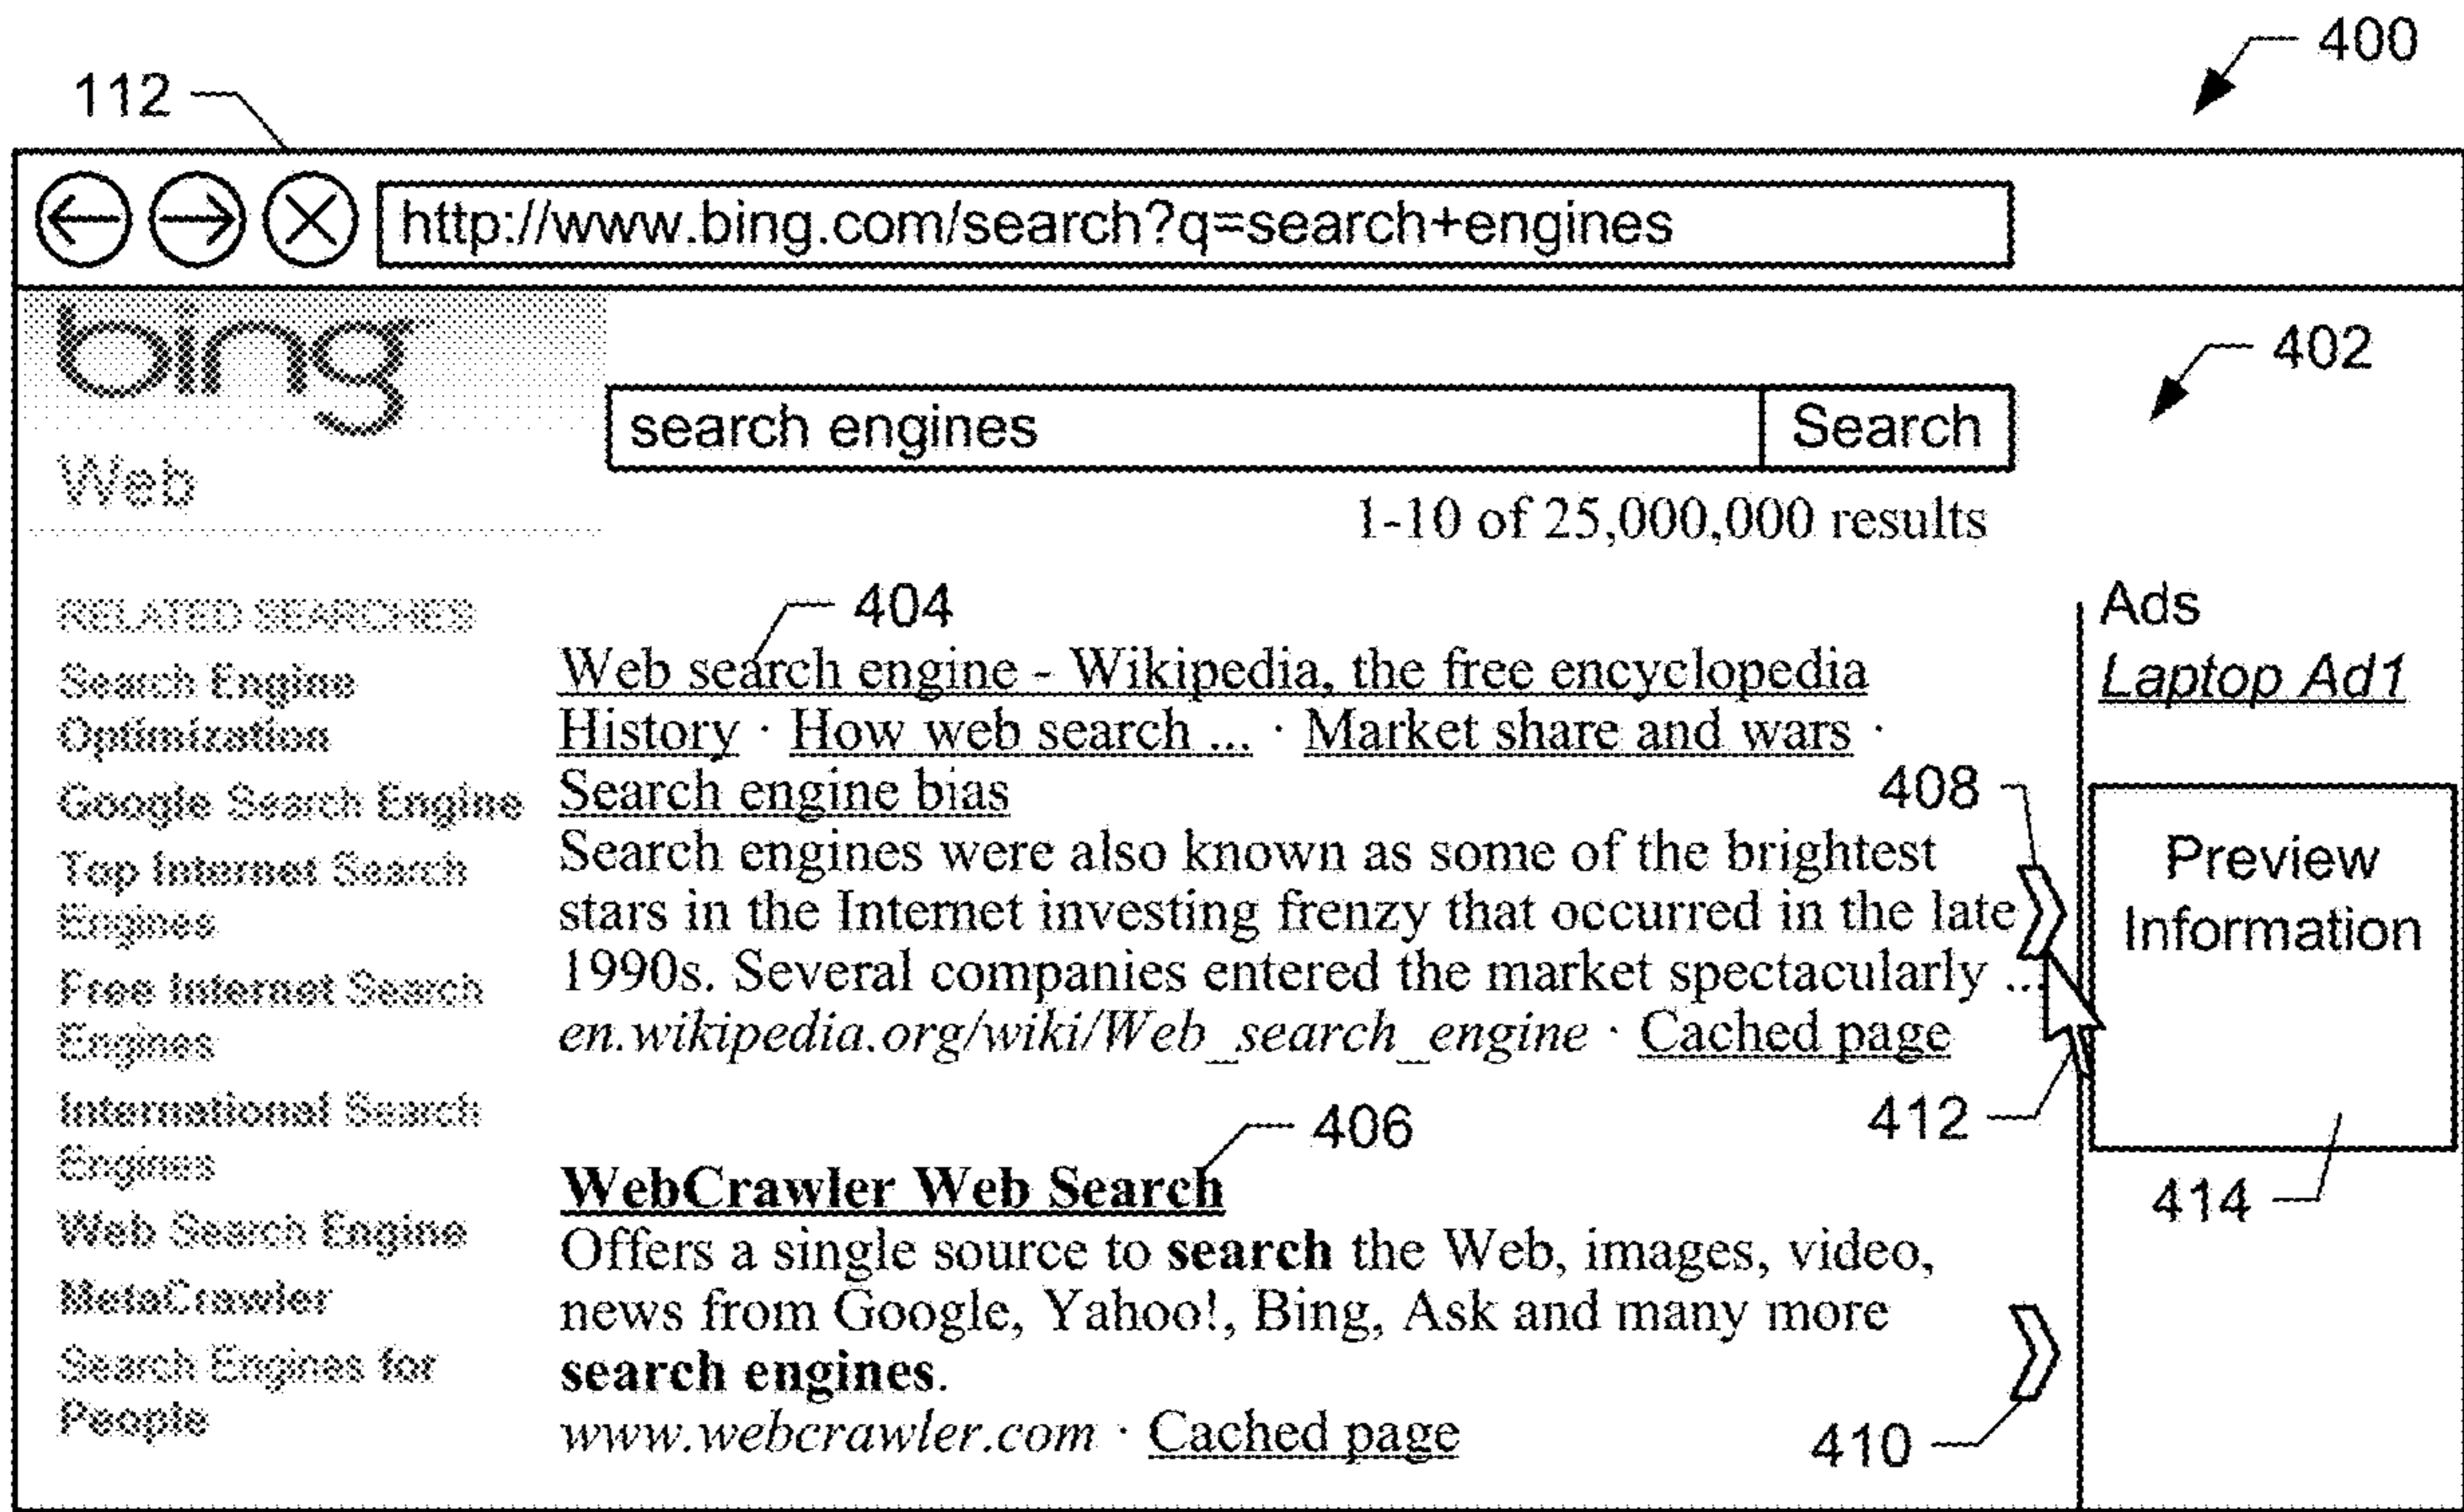 400
112
http://www.bing.com/search?q=search+engines
bing
402
search engines Search
Web
1-10 of 25,000,000 results
RELATED SEARCHES
Search Engine
Optimization
Google Search Engine
Top Internet Search
Engines
Free Internet Search
Engines
International Search
Engines
Web Search Engine
MetaCrawler
Search Engines for
People
404
Web search engine - Wikipedia, the free encyclopedia
History · How web search ... · Market share and wars ·
Search engine bias
408
Search engines were also known as some of the brightest
stars in the Internet investing frenzy that occurred in the late
1990s. Several companies entered the market spectacularly ...
en.wikipedia.org/wiki/Web_search_engine · Cached page
412
406
WebCrawler Web Search
Offers a single source to search the Web, images, video,
news from Google, Yahoo!, Bing, Ask and many more
search engines.
www.webcrawler.com · Cached page
410
Ads
Laptop Ad1
Preview
Information
414